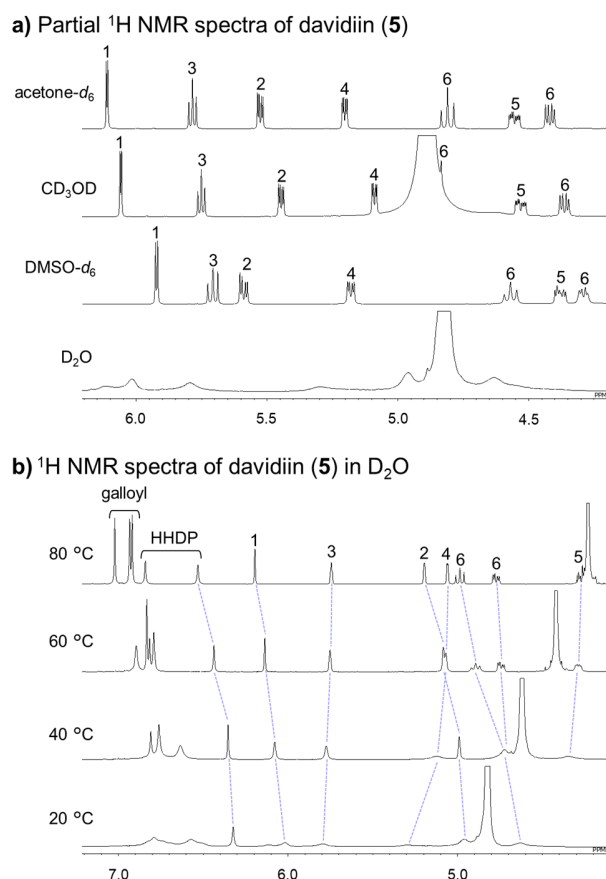 a) Partial ¹H NMR spectra of davidiin (5)
1 3 2 4 6 5 6
acetone-d₆
1 3 2 4 6 5 6
CD₃OD
1 3 2 4 6 5 6
DMSO-d₆
D₂O
PPM
6.0 5.5 5.0 4.5
b) ¹H NMR spectra of davidiin (5) in D₂O
galloyl
HHDP
80 °C 1 3 2 4 6 6 5
60 °C
40 °C
20 °C
PPM
7.0 6.0 5.0